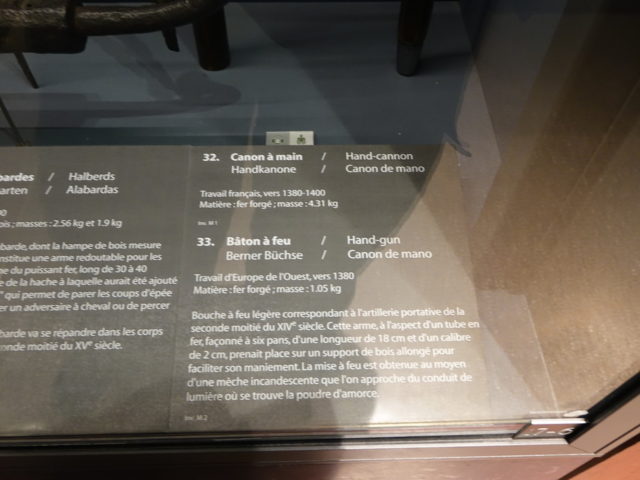 bardes / Halberds
arten / Alabardas
00
ois ; masses : 2.56 kg et 1.9 kg
barde, dont la hampe de bois mesure
nstitue une arme redoutable pour les
e du puissant fer, long de 30 à 40
e de la hache à laquelle aurait été ajouté
" qui permet de parer les coups d'épée
er un adversaire à cheval ou de percer
barde va se répandre dans les corps
onde moitié du XVe siècle.
32. Canon à main / Hand-cannon
Handkanone / Canon de mano
Travail français, vers 1380-1400
Matière : fer forgé ; masse : 4.31 kg
Inv. M 1
33. Bâton à feu / Hand-gun
Berner Büchse / Canon de mano
Travail d'Europe de l'Ouest, vers 1380
Matière : fer forgé ; masse : 1.05 kg
Bouche à feu légère correspondant à l'artillerie portative de la
seconde moitié du XIVe siècle. Cette arme, à l'aspect d'un tube en
fer, façonné à six pans, d'une longueur de 18 cm et d'un calibre
de 2 cm, prenait place sur un support de bois allongé pour
faciliter son maniement. La mise à feu est obtenue au moyen
d'une mèche incandescente que l'on approche du conduit de
lumière où se trouve la poudre d'amorce.
Inv. M 2